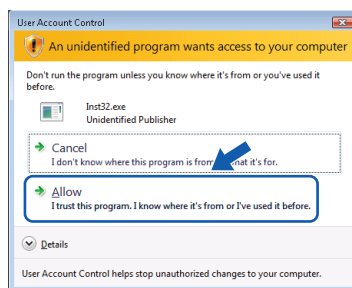 User Account Control
An unidentified program wants access to your computer
Don't run the program unless you know where it's from or you've used it
before.
Inst32.exe
Unidentified Publisher
Cancel
I don't know where this program is from it's for.
Allow
I trust this program. I know where it's from or I've used it before.
Details
User Account Control helps stop unauthorized changes to your computer.